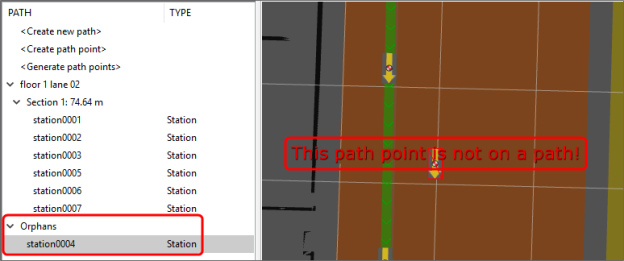 PATH TYPE
<Create new path>
<Create path point>
<Generate path points>
floor 1 lane 02
Section 1: 74.64 m
station0001 Station
station0002 Station
station0003 Station
station0005 Station
station0006 Station
station0007 Station
Orphans
station0004 Station
This path point is not on a path!